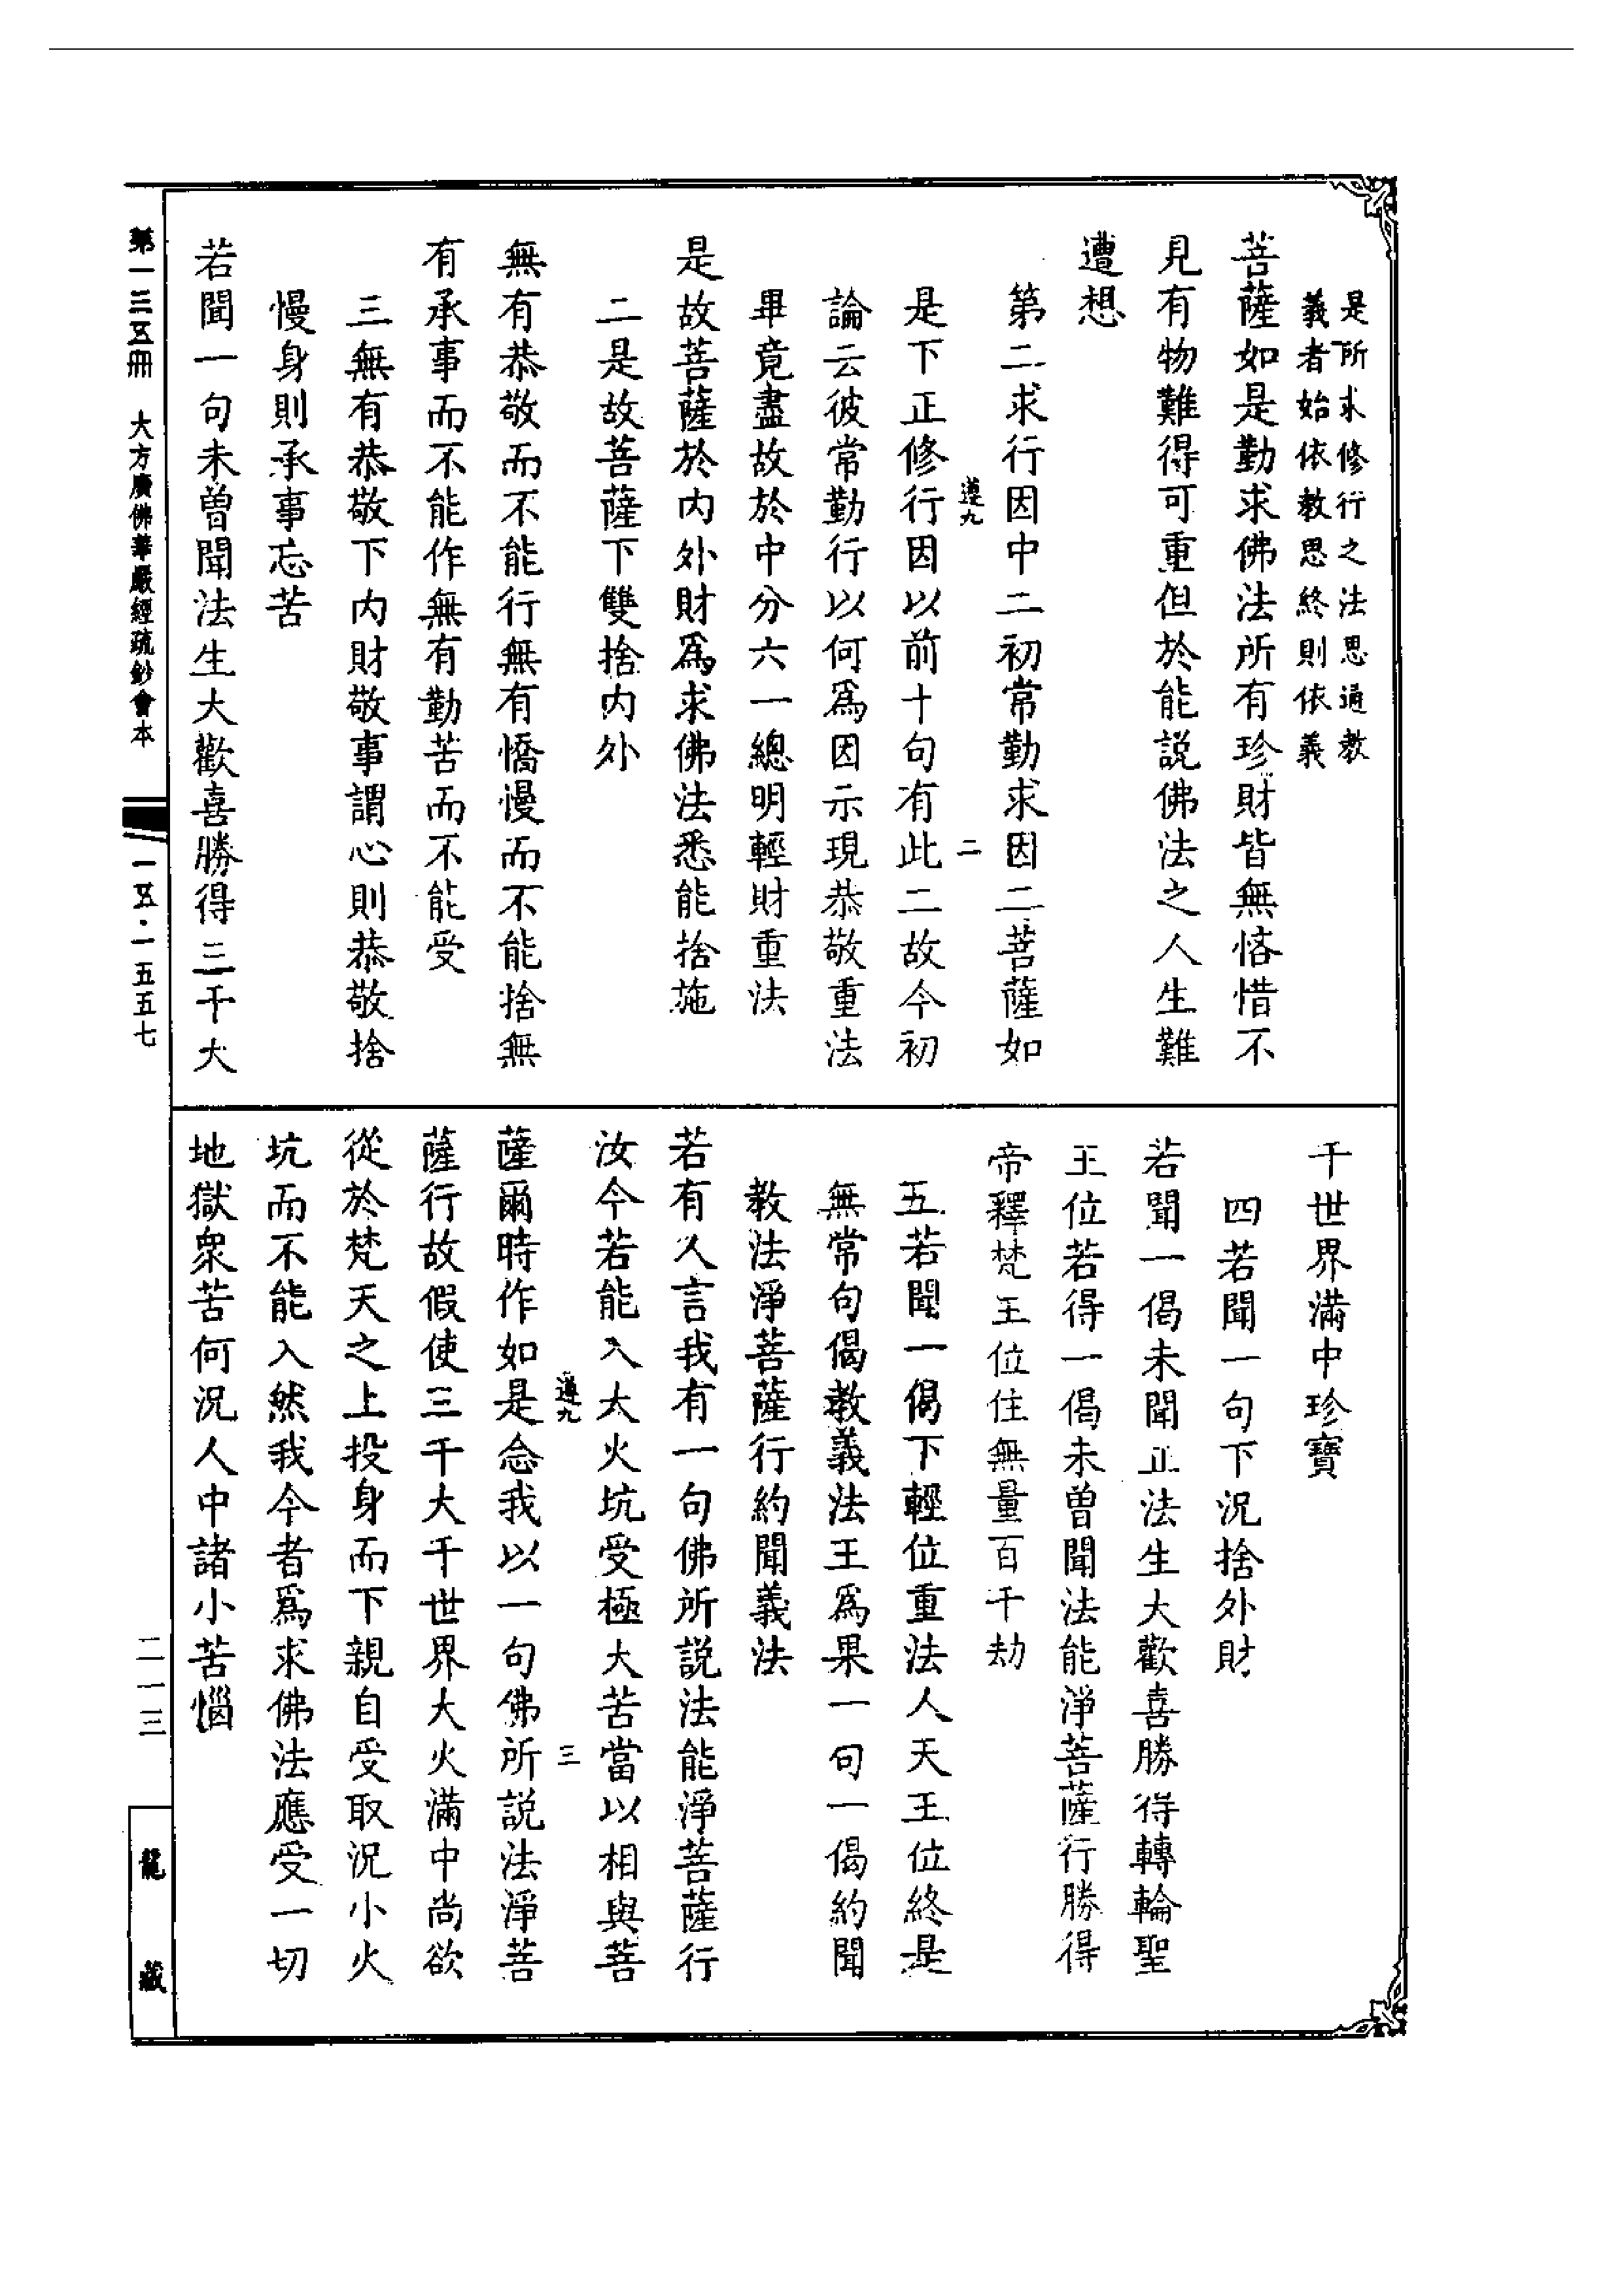 是所求修行之法思通教
義者始依教思終則依義
菩薩如是勤求佛法所有珍財皆無悋惜不
見有物難得可重但於能説佛法之人生難
遭想
第二求行因中二初常勤求因二菩薩如
是下正修行因以前十句有此二故今初
遵九
二
論云彼常勤行以何爲因示現恭敬重法
畢竟盡故於中分六一總明輕財重法
是故菩薩於内外財爲求佛法悉能捨施
二是故菩薩下雙捨内外
無有恭敬而不能行無有憍慢而不能捨無
有承事而不能作無有勤苦而不能受
三無有恭敬下内財敬事謂心則恭敬捨
慢身則承事忘苦
若聞一句未曽聞法生大歡喜勝得三千大
千世界滿中珍寶
四若聞一句下況捨外財
若聞一偈未聞正法生大歡喜勝得轉輪聖
王位若得一偈未曽聞法能淨菩薩行勝得
帝釋梵王位住無量百千劫
五若聞一偈下輕位重法人天王位終是
無常句偈教義法王爲果一句一偈約聞
教法淨菩薩行約聞義法
若有人言我有一句佛所説法能淨菩薩行
汝今若能入大火坑受極大苦當以相與菩
遵九
三
薩爾時作如是念我以一句佛所説法淨菩
薩行故假使三千大千世界大火滿中尚欲
從於梵天之上投身而下親自受取況小火
坑而不能入然我今者爲求佛法應受一切
地獄衆苦何況人中諸小苦惱
第一三五冊　大方廣佛華嚴經疏鈔會本
一五·一五五七
二一三
龍藏